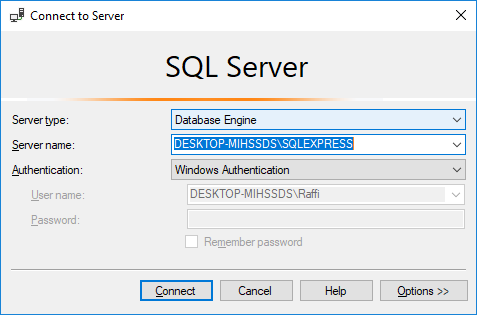 Connect to Server
SQL Server
Server type: Database Engine
Server name: DESKTOP-MIHSSDS\SQLEXPRESS
Authentication: Windows Authentication
User name: DESKTOP-MIHSSDS\Raffi
Password:
Remember password
Connect Cancel Help Options >>